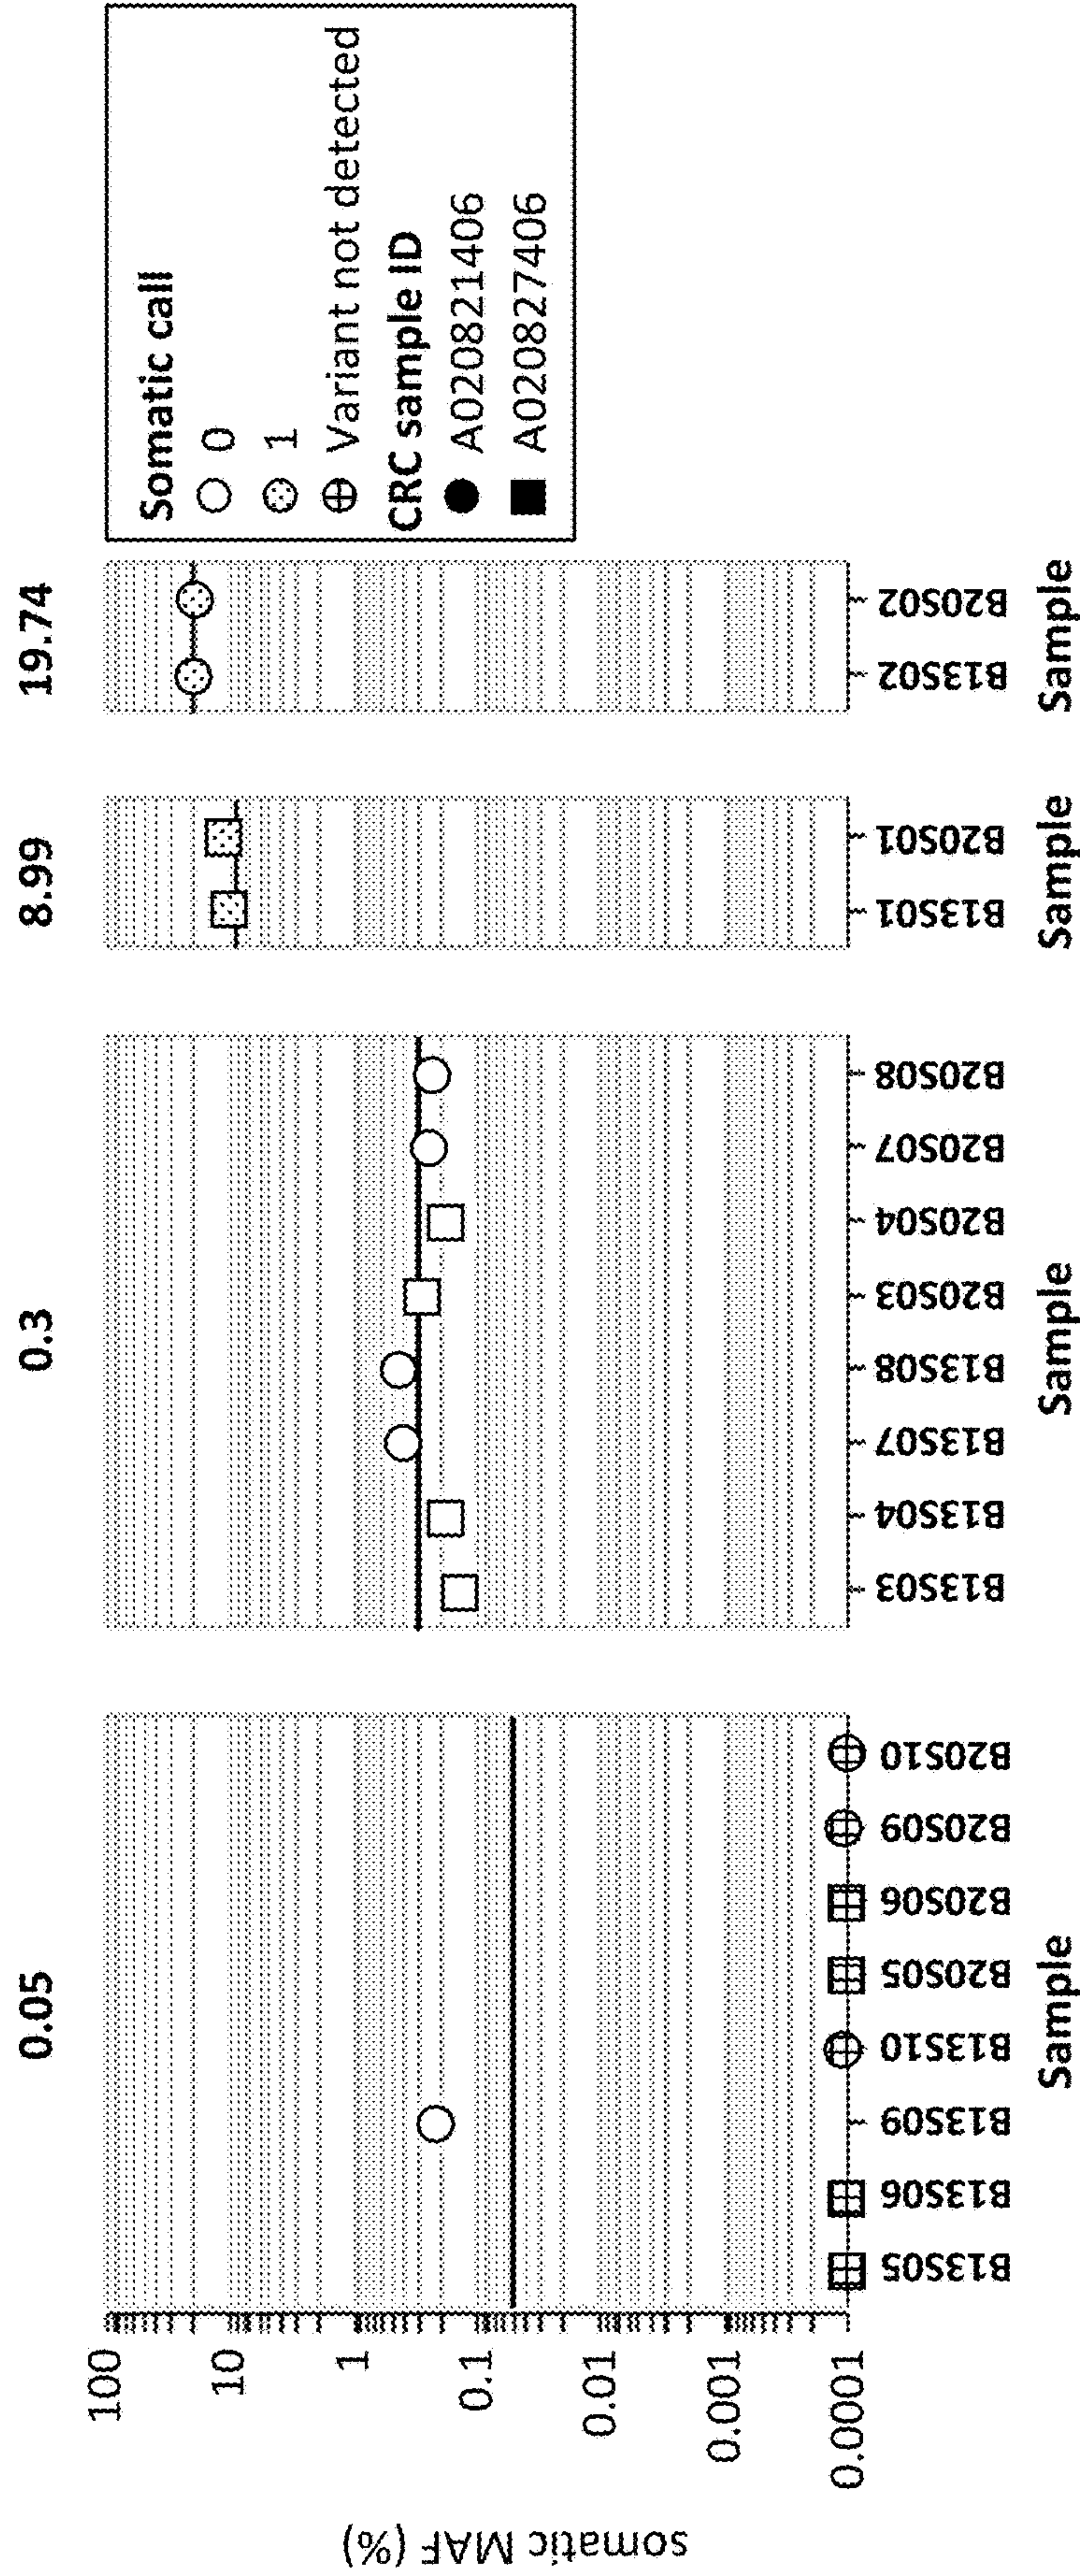 0.05
0.3
8.99
19.74
somatic MAF (%)
100
10
1
0.1
0.01
0.001
0.0001
B13S05
B13S06
B13S09
B13S10
B20S05
B20S06
B20S09
B20S10
Sample
B13S03
B13S04
B13S07
B13S08
B20S03
B20S04
B20S07
B20S08
Sample
B13S01
B20S01
Sample
B13S02
B20S02
Sample
Somatic call
0
1
Variant not detected
CRC sample ID
A020821406
A020827406